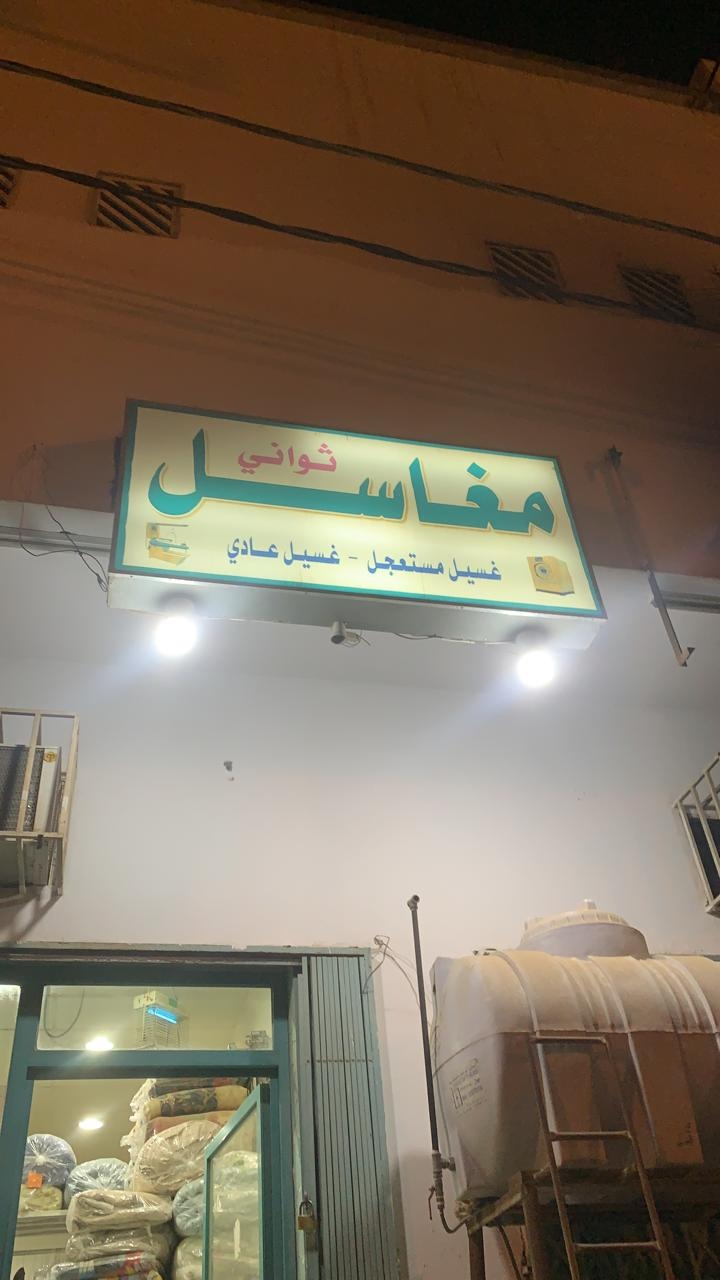 مغاسل
ثواني
غسيل مستعجل - غسيل عادي